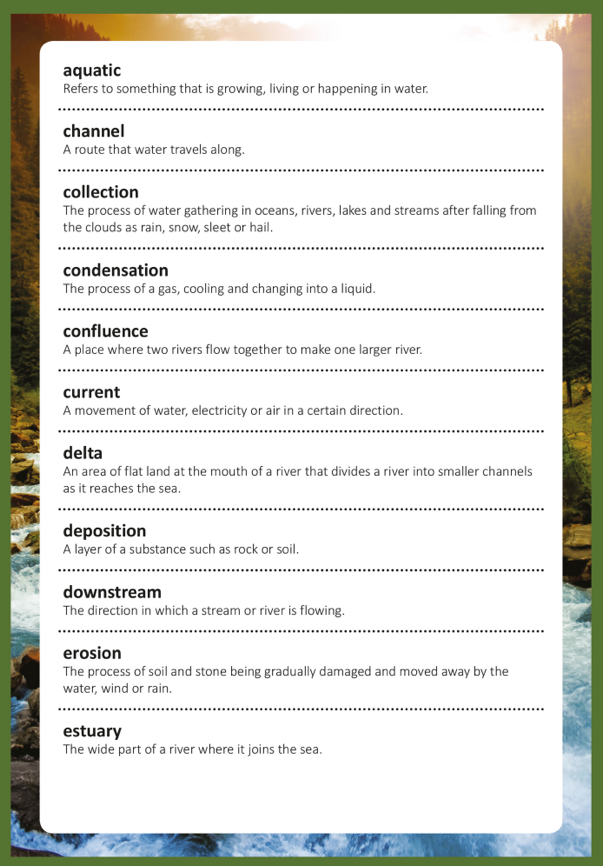 aquatic
Refers to something that is growing, living or happening in water.
channel
A route that water travels along.
collection
The process of water gathering in oceans, rivers, lakes and streams after falling from
the clouds as rain, snow, sleet or hail.
condensation
The process of a gas, cooling and changing into a liquid.
confluence
A place where two rivers flow together to make one larger river.
current
A movement of water, electricity or air in a certain direction.
delta
An area of flat land at the mouth of a river that divides a river into smaller channels
as it reaches the sea.
deposition
A layer of a substance such as rock or soil.
downstream
The direction in which a stream or river is flowing.
erosion
The process of soil and stone being gradually damaged and moved away by the
water, wind or rain.
estuary
The wide part of a river where it joins the sea.